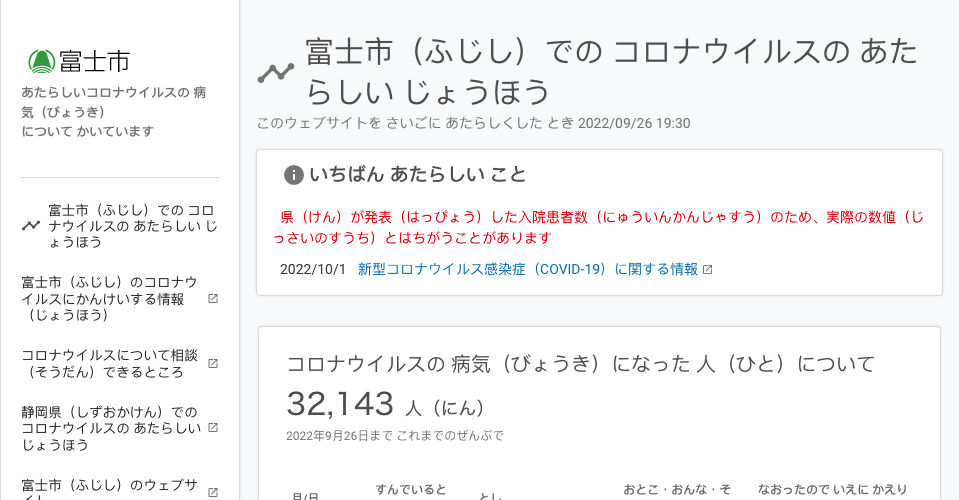 富士市
あたらしいコロナウイルスの 病
気（びょうき）
について かいています
富士市（ふじし）での コロ
ナウイルスの あたらしい じ
ょうほう
富士市（ふじし）のコロナウ
イルスにかんけいする情報
（じょうほう）
コロナウイルスについて相談
（そうだん）できるところ
静岡県（しずおかけん）での
コロナウイルスの あたらしい
じょうほう
富士市（ふじし）のウェブサ
イト
富士市（ふじし）での コロナウイルスの あた
らしい じょうほう
このウェブサイトを さいごに あたらしくした とき 2022/09/26 19:30
いちばん あたらしい こと
県（けん）が発表（はっぴょう）した入院患者数（にゅういんかんじゃすう）のため、実際の数値（じ
っさいのすうち）とはちがうことがあります
2022/10/1 新型コロナウイルス感染症（COVID-19）に関する情報
コロナウイルスの 病気（びょうき）になった 人（ひと）について
32,143 人（にん）
2022年9月26日まで これまでのぜんぶで
月/日
すんでいると
とし
おとこ・おんな・そ
なおったので いえに かえり